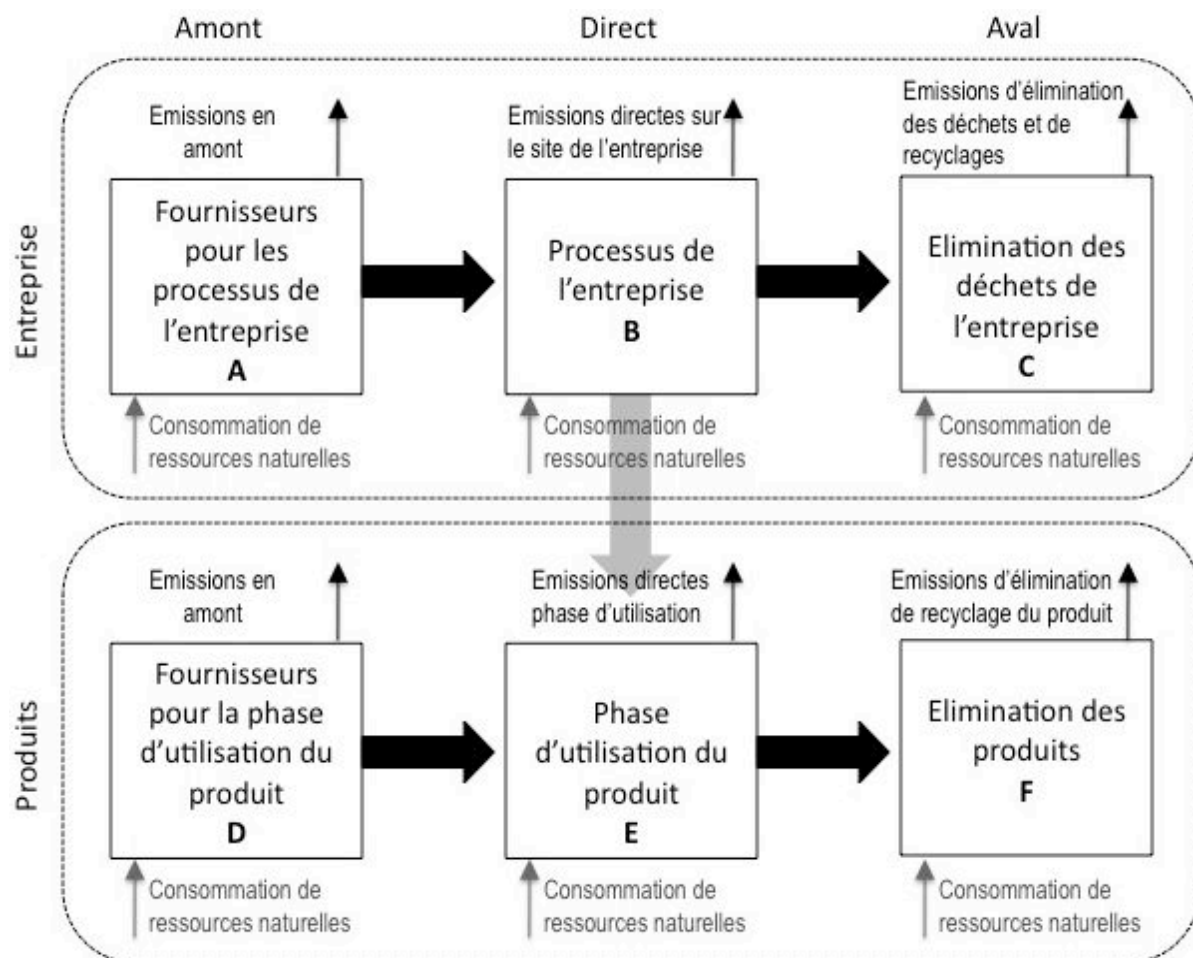 Amont
Direct
Aval
Entreprise
Emissions en
amont
Fournisseurs
pour les
processus de
l'entreprise
A
Consommation de
ressources naturelles
Emissions directes sur
le site de l'entreprise
Processus de
l'entreprise
B
Consommation de
ressources naturelles
Emissions d'élimination
des déchets et de
recyclages
Elimination des
déchets de
l'entreprise
C
Consommation de
ressources naturelles
Produits
Emissions en
amont
Fournisseurs
pour la phase
d'utilisation du
produit
D
Consommation de
ressources naturelles
Emissions directes
phase d'utilisation
Phase
d'utilisation du
produit
E
Consommation de
ressources naturelles
Emissions d'élimination
de recyclage du produit
Elimination des
produits
F
Consommation de
ressources naturelles